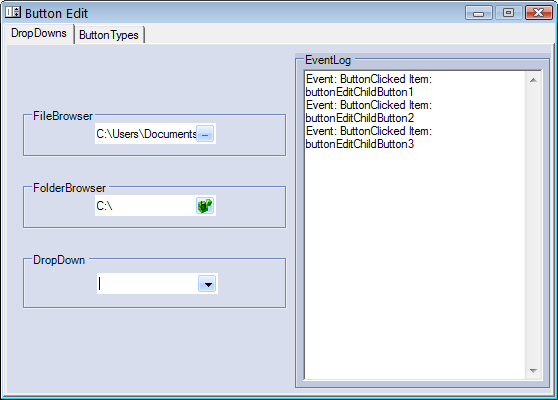 Button Edit
DropDowns
ButtonTypes
FileBrowser
C:\Users\Documents
...
FolderBrowser
C:\
DropDown
EventLog
Event: ButtonClicked Item:
buttonEditChildButton1
Event: ButtonClicked Item:
buttonEditChildButton2
Event: ButtonClicked Item:
buttonEditChildButton3